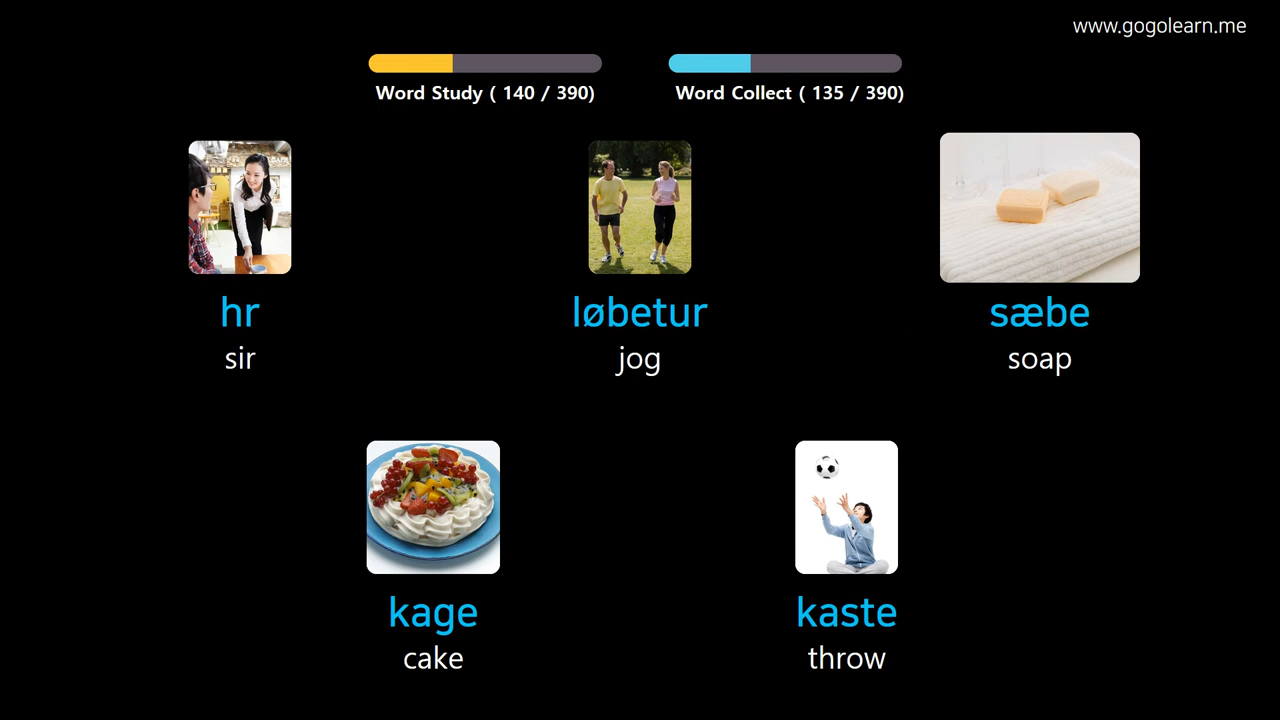 www.gogolearn.me
Word Study ( 140 / 390)
Word Collect ( 135 / 390)
hr
sir
løbetur
jog
sæbe
soap
kage
cake
kaste
throw